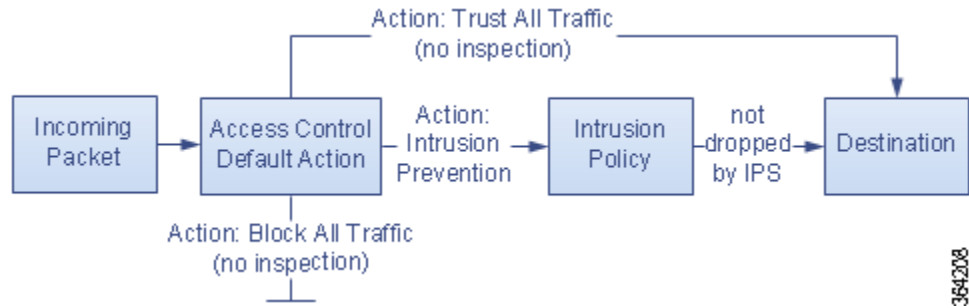 Action: Trust All Traffic
(no inspection)
Incoming
Packet
Access Control
Default Action
Action:
Intrusion
Prevention
Intrusion
Policy
not
dropped
by IPS
Destination
Action: Block All Traffic
(no inspection)
364208